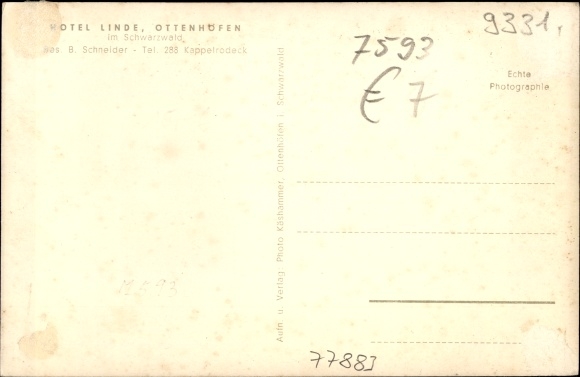 HOTEL LINDE, OTTENHÖFEN
im Schwarzwald
Bes. B. Schneider - Tel. 288 Kappelrodeck
Aufn. u. Verlag: Photo Käshammer, Ottenhöfen i. Schwarzwald
7593
€ 7
9331.
Echte
Photographie
77883